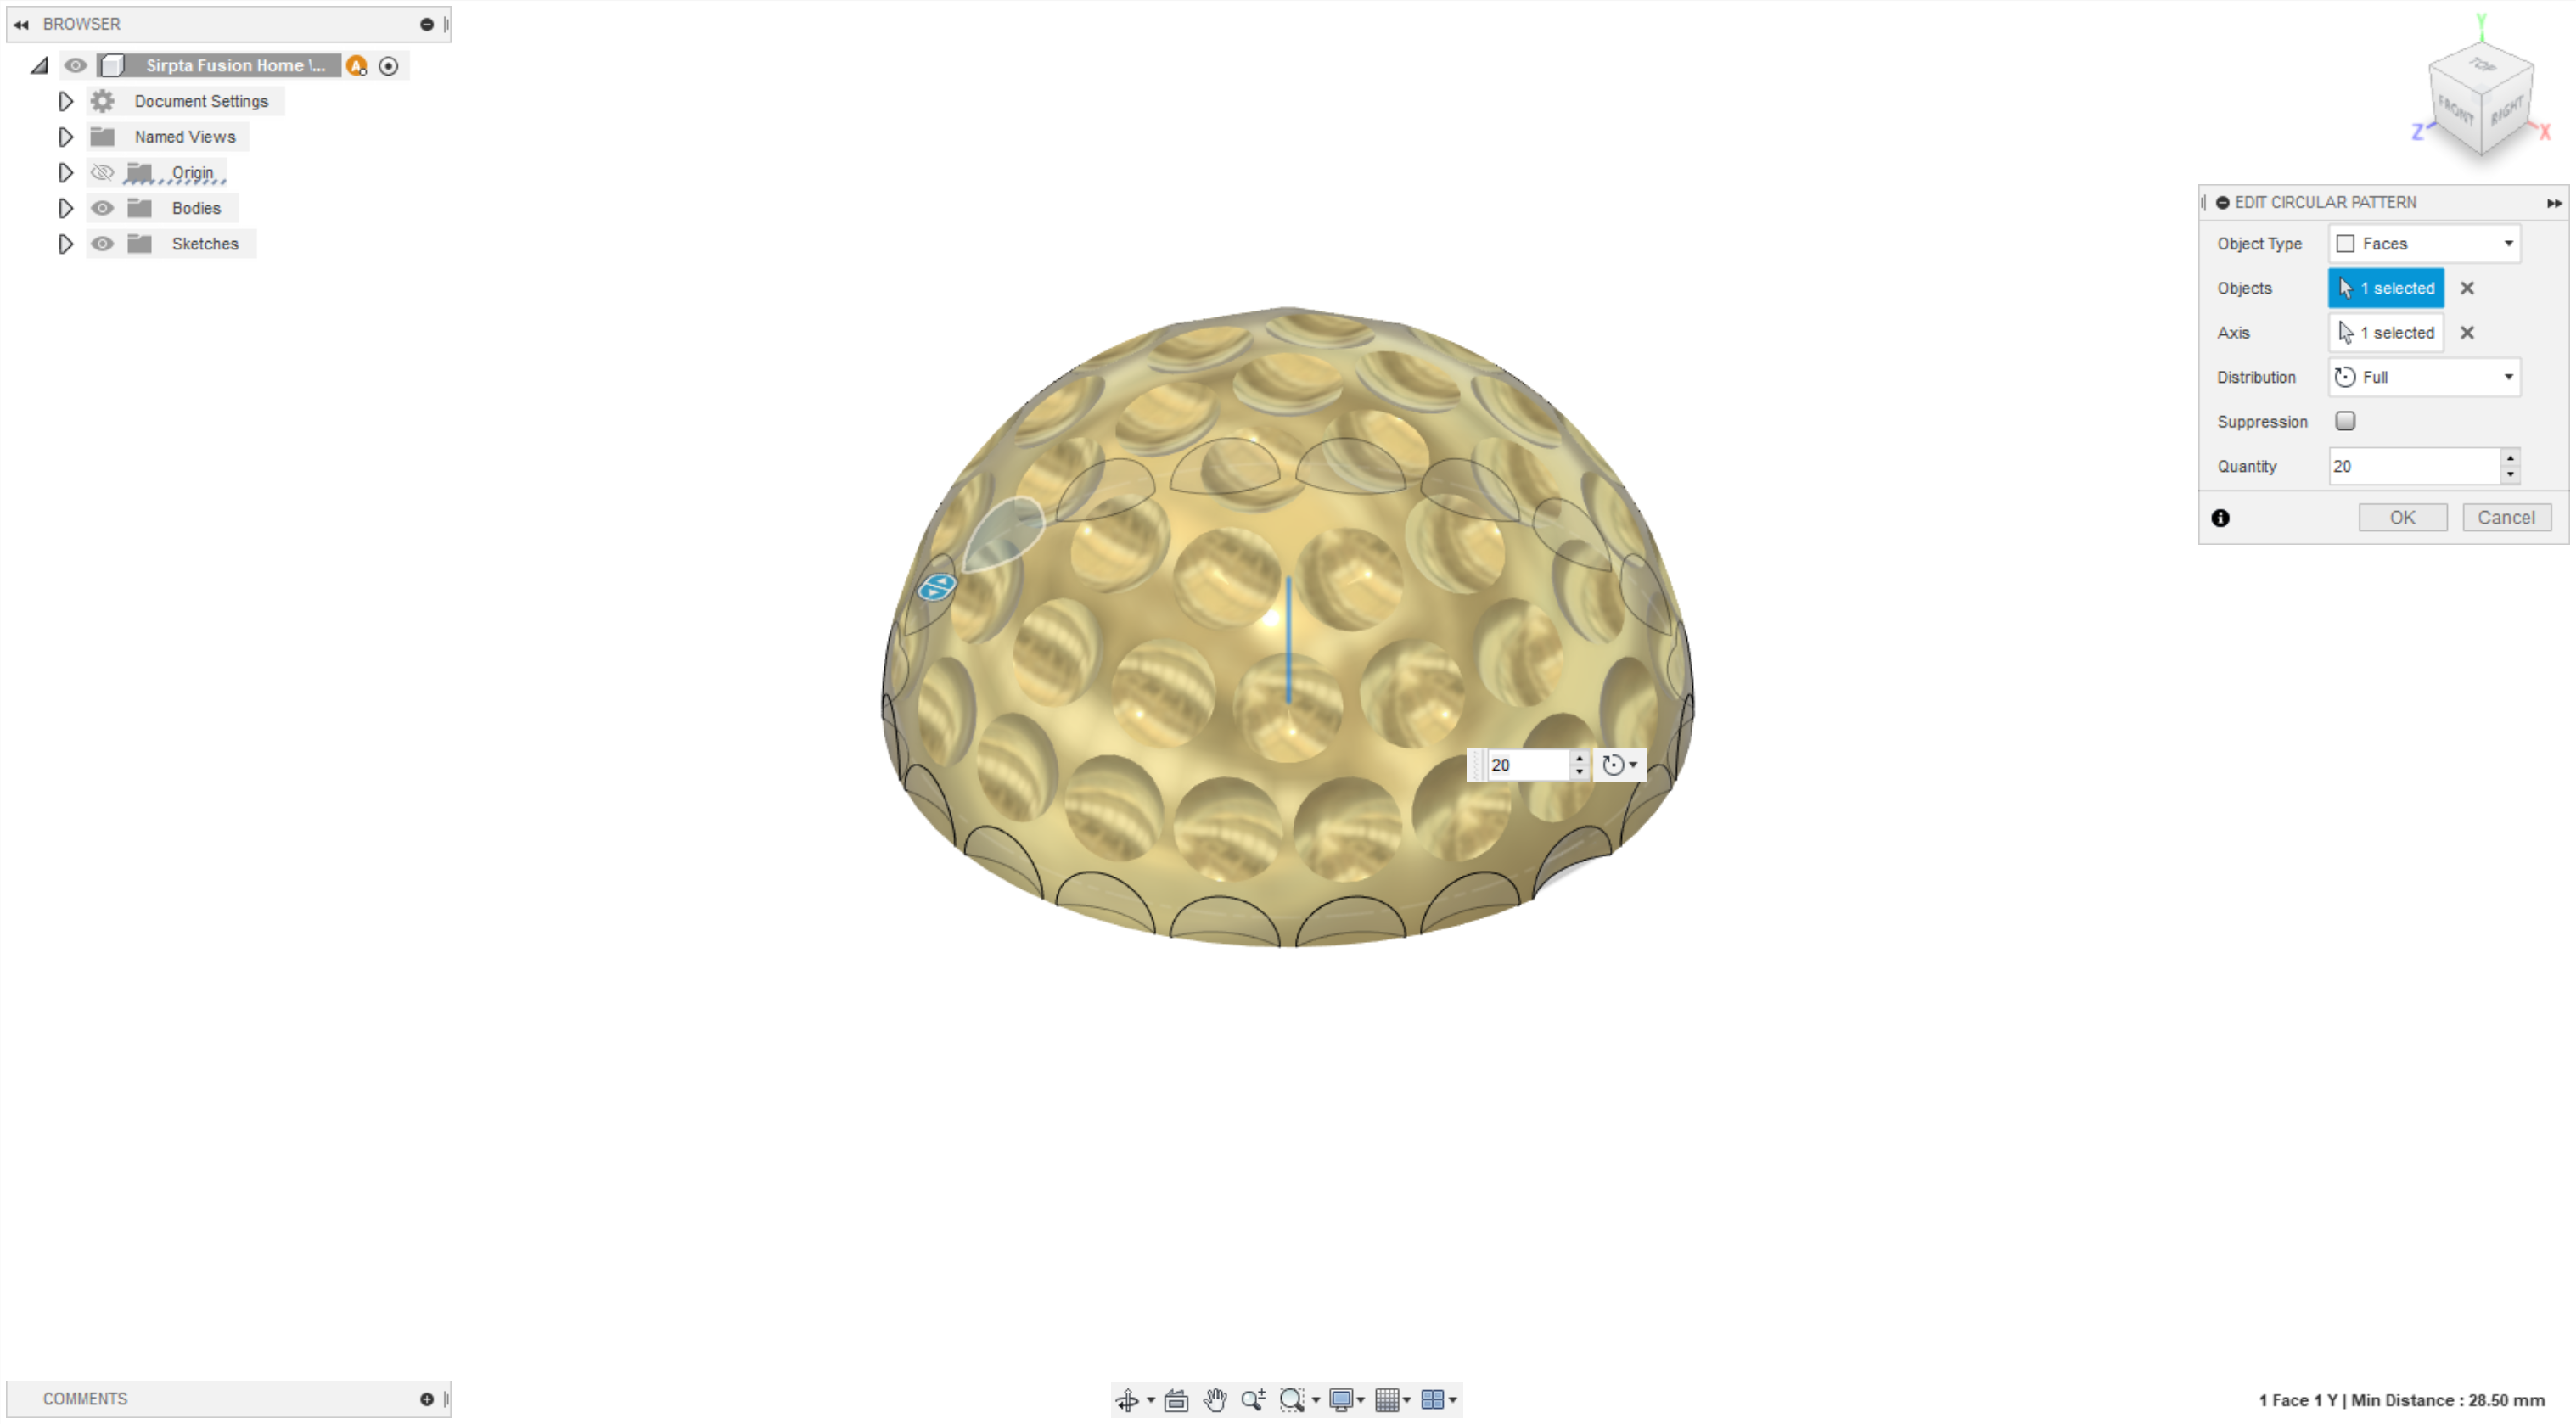 BROWSER
Sirpta Fusion Home \...
Document Settings
Named Views
Origin
Bodies
Sketches
Y
TOP
FRONT
RIGHT
Z
X
EDIT CIRCULAR PATTERN
Object Type Faces
Objects 1 selected
Axis 1 selected
Distribution Full
Suppression
Quantity 20
OK Cancel
20
COMMENTS
1 Face 1 Y | Min Distance : 28.50 mm